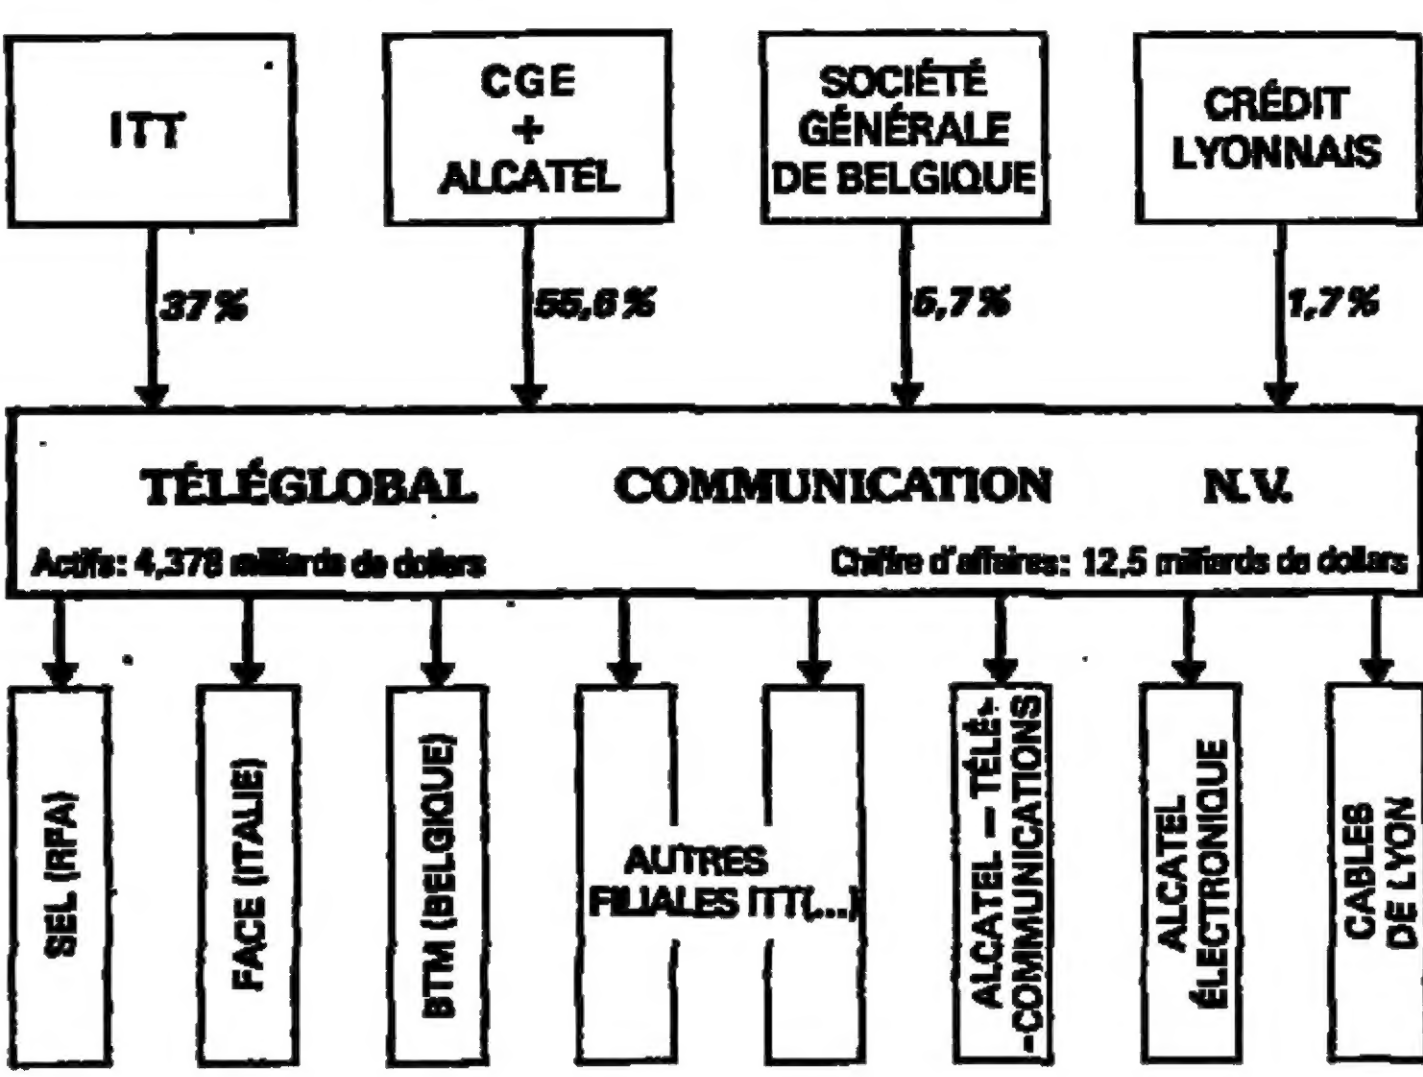 ITT
CGE
+
ALCATEL
SOCIÉTÉ
GÉNÉRALE
DE BELGIQUE
CRÉDIT
LYONNAIS
37%
55,6%
5,7%
1,7%
TÉLÉGLOBAL COMMUNICATION N.V.
Actifs: 4,378 milliards de dollars
Chiffre d'affaires: 12,5 milliards de dollars
SEL (RFA)
FACE (ITALIE)
BTM (BELGIQUE)
AUTRES
FILIALES ITT(...)
ALCATEL — TÉLÉ-
-COMMUNICATIONS
ALCATEL
ÉLECTRONIQUE
CABLES
DE LYON